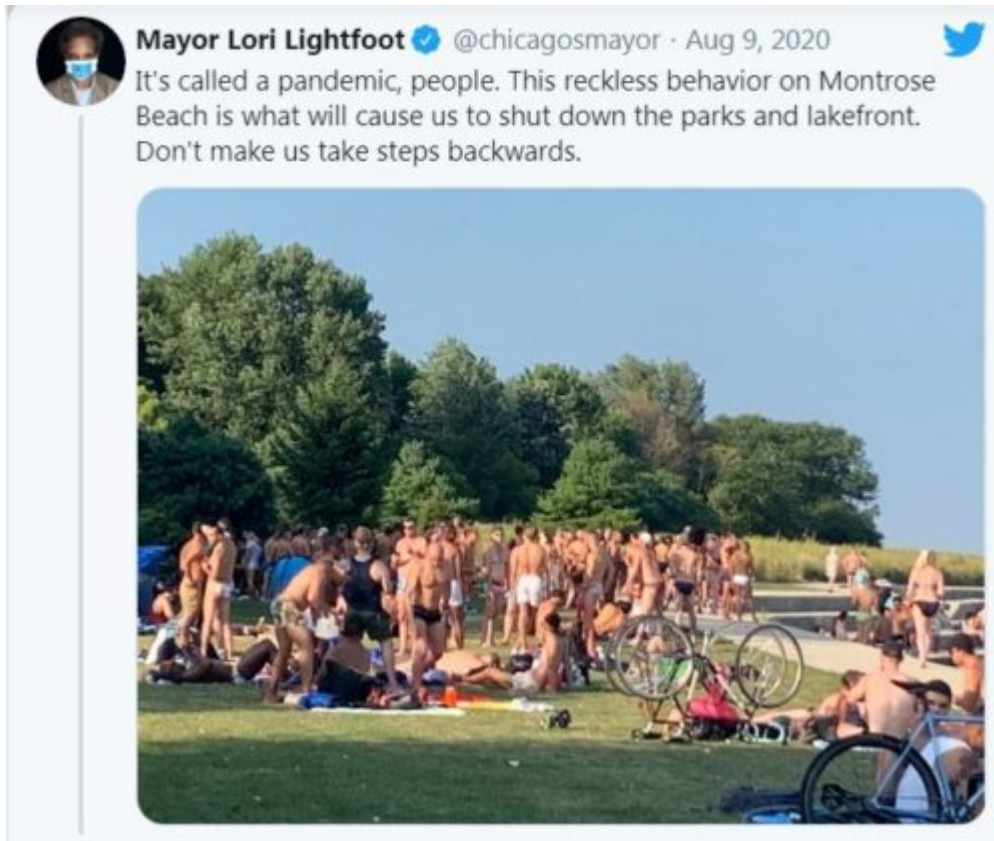 Mayor Lori Lightfoot @chicagosmayor · Aug 9, 2020
It's called a pandemic, people. This reckless behavior on Montrose
Beach is what will cause us to shut down the parks and lakefront.
Don't make us take steps backwards.